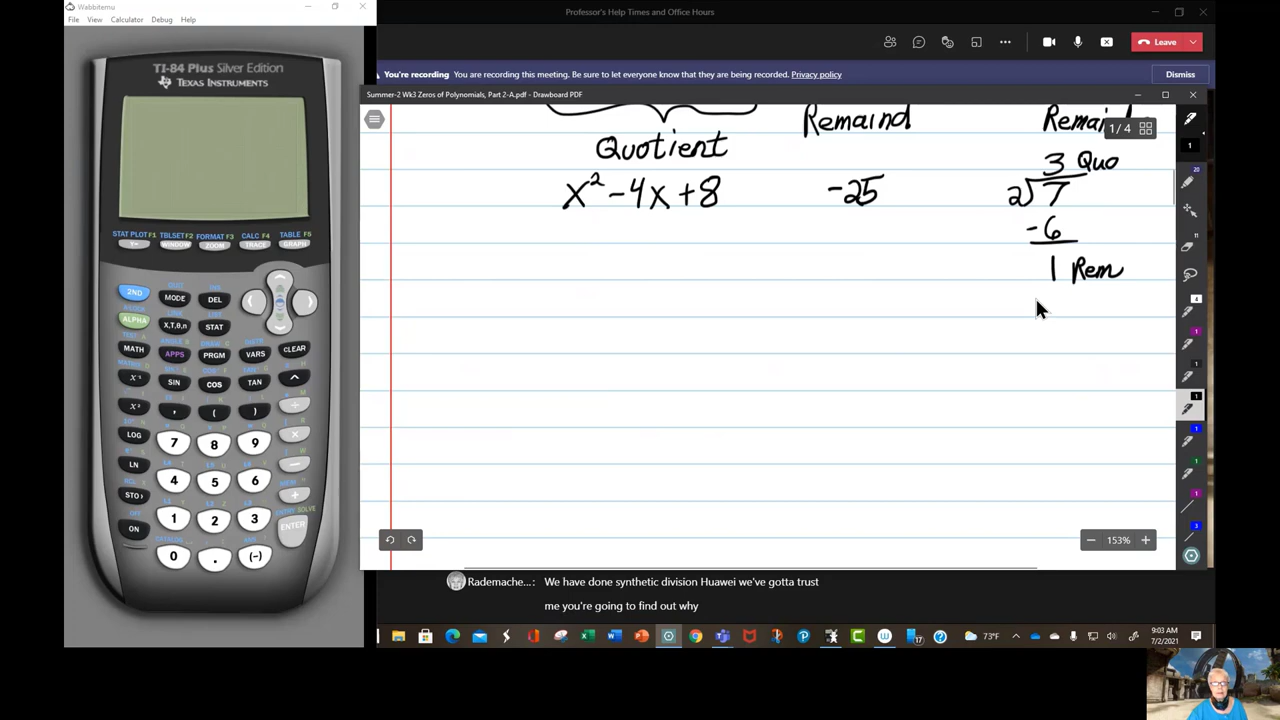 Wabbitemu
File View Calculator Debug Help
TI-84 Plus Silver Edition
TEXAS INSTRUMENTS
STAT PLOT F1 TBLSET F2 FORMAT F3 CALC F4 TABLE F5
Y= WINDOW ZOOM TRACE GRAPH
2ND MODE DEL
ALPHA X,T,θ,n STAT
MATH APPS PRGM VARS CLEAR
SIN COS TAN ^
x² , ( ) ÷
LOG 7 8 9 ×
LN 4 5 6 −
STO› 1 2 3 +
ON 0 . (−) ENTER
Professor's Help Times and Office Hours
Leave
You're recording You are recording this meeting. Be sure to let everyone know that they are being recorded. Privacy policy
Dismiss
Summer-2 Wk3 Zeros of Polynomials, Part 2-A.pdf - Drawboard PDF
1/4
Quotient Remaind
x² - 4x + 8 -25
3 Quo
2 7
-6
1 Rem
153%
Rademache...: We have done synthetic division Huawei we've gotta trust
me you're going to find out why
73°F
9:03 AM
7/2/2021